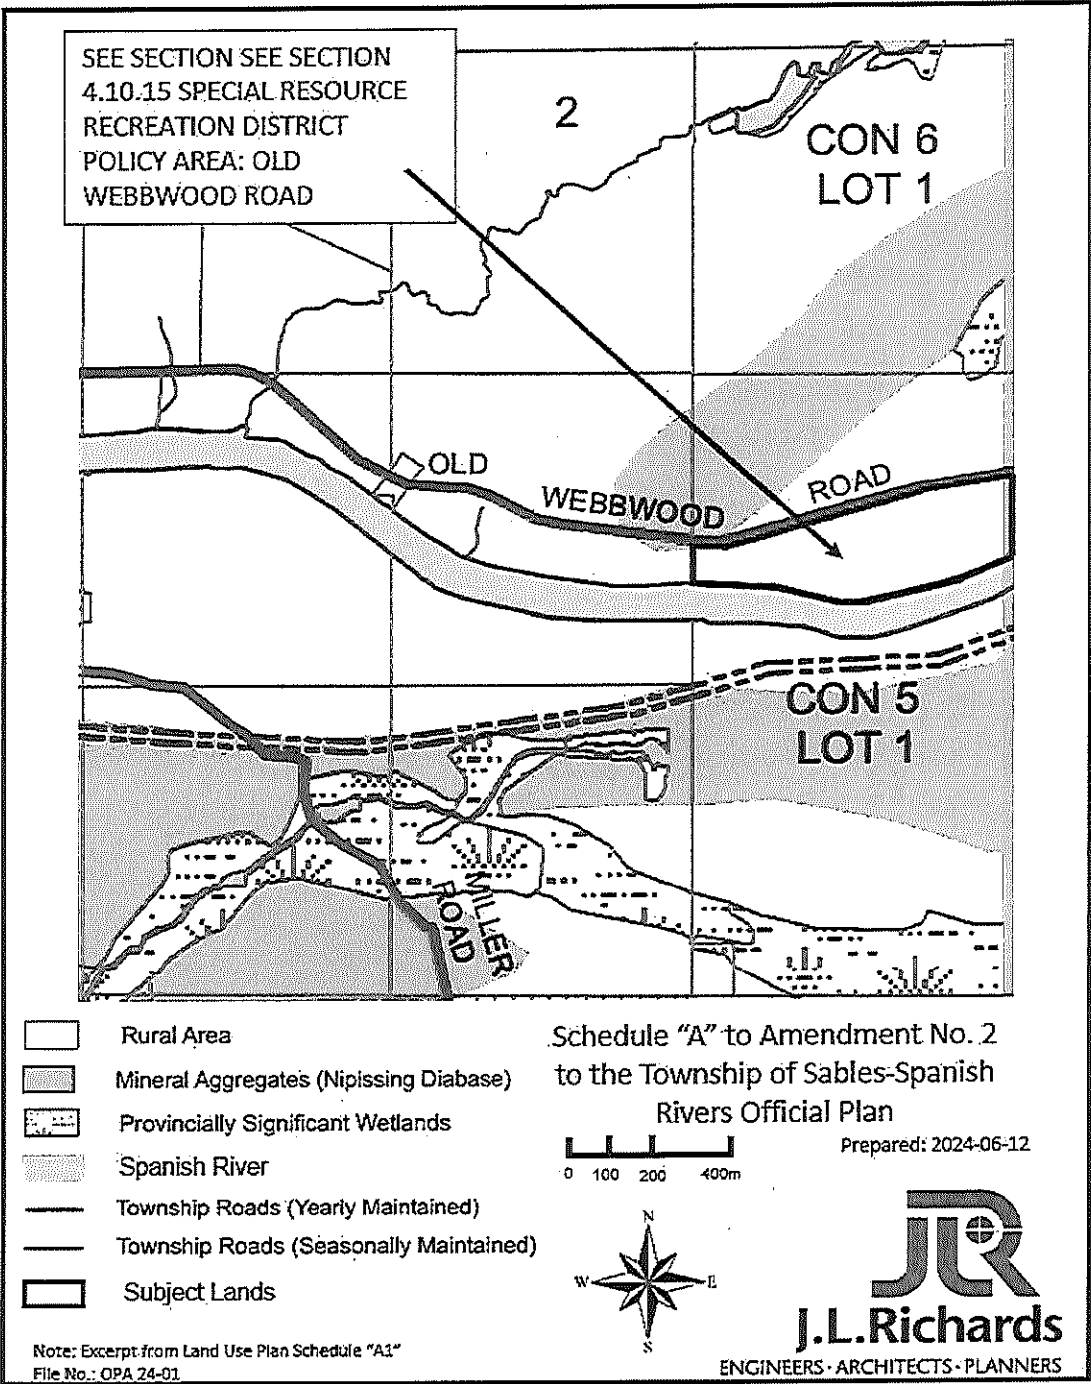 SEE SECTION SEE SECTION
4.10.15 SPECIAL RESOURCE
RECREATION DISTRICT
POLICY AREA: OLD
WEBBWOOD ROAD
2
CON 6
LOT 1
OLD
WEBBWOOD
ROAD
CON 5
LOT 1
MILLER
ROAD
Rural Area
Mineral Aggregates (Nipissing Diabase)
Provincially Significant Wetlands
Spanish River
Township Roads (Yearly Maintained)
Township Roads (Seasonally Maintained)
Subject Lands
Note: Excerpt from Land Use Plan Schedule "A1"
File No.: OPA 24-01
Schedule "A" to Amendment No. 2
to the Township of Sables-Spanish
Rivers Official Plan
Prepared: 2024-06-12
0 100 200 400m
N
W E
S
JLR
J.L.Richards
ENGINEERS·ARCHITECTS·PLANNERS